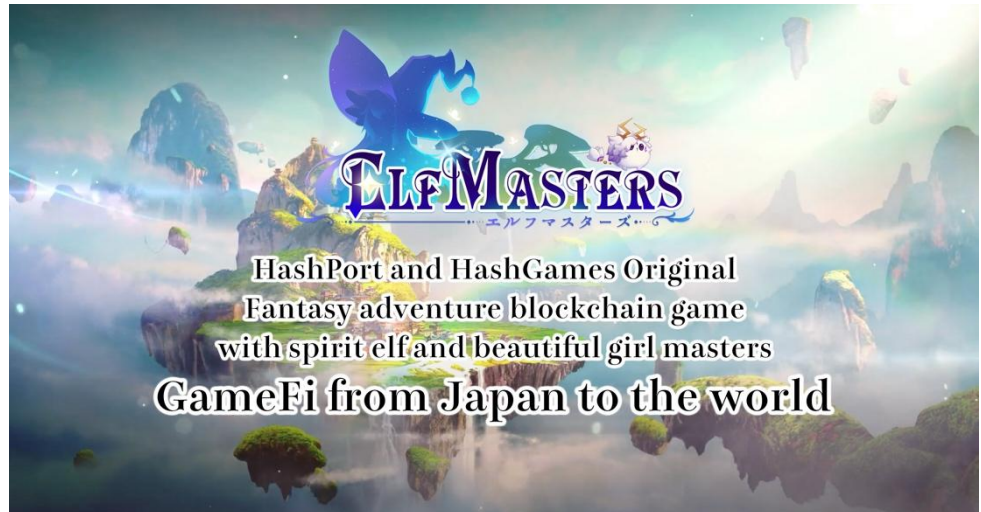 ELFMASTERS
エルフマスターズ
HashPort and HashGames Original
Fantasy adventure blockchain game
with spirit elf and beautiful girl masters
GameFi from Japan to the world